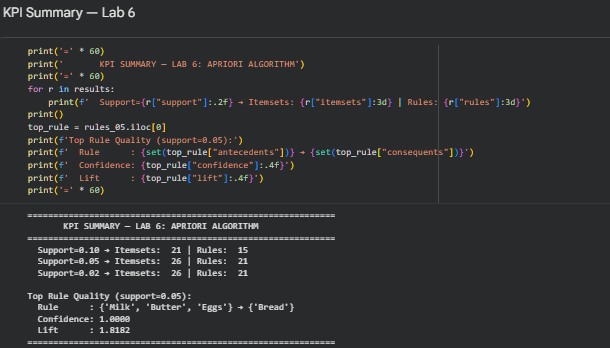 KPI Summary — Lab 6
print('=' * 60)
print('       KPI SUMMARY — LAB 6: APRIORI ALGORITHM')
print('=' * 60)
for r in results:
    print(f'  Support={r["support"]:.2f} → Itemsets: {r["itemsets"]:3d} | Rules: {r["rules"]:3d}')
print()
top_rule = rules_05.iloc[0]
print(f'Top Rule Quality (support=0.05):')
print(f'  Rule      : {set(top_rule["antecedents"])} → {set(top_rule["consequents"])}')
print(f'  Confidence: {top_rule["confidence"]:.4f}')
print(f'  Lift      : {top_rule["lift"]:.4f}')
print('=' * 60)
============================================================
       KPI SUMMARY — LAB 6: APRIORI ALGORITHM
============================================================
  Support=0.10 → Itemsets:  21 | Rules:  15
  Support=0.05 → Itemsets:  26 | Rules:  21
  Support=0.02 → Itemsets:  26 | Rules:  21
Top Rule Quality (support=0.05):
  Rule      : {'Milk', 'Butter', 'Eggs'} → {'Bread'}
  Confidence: 1.0000
  Lift      : 1.8182
============================================================